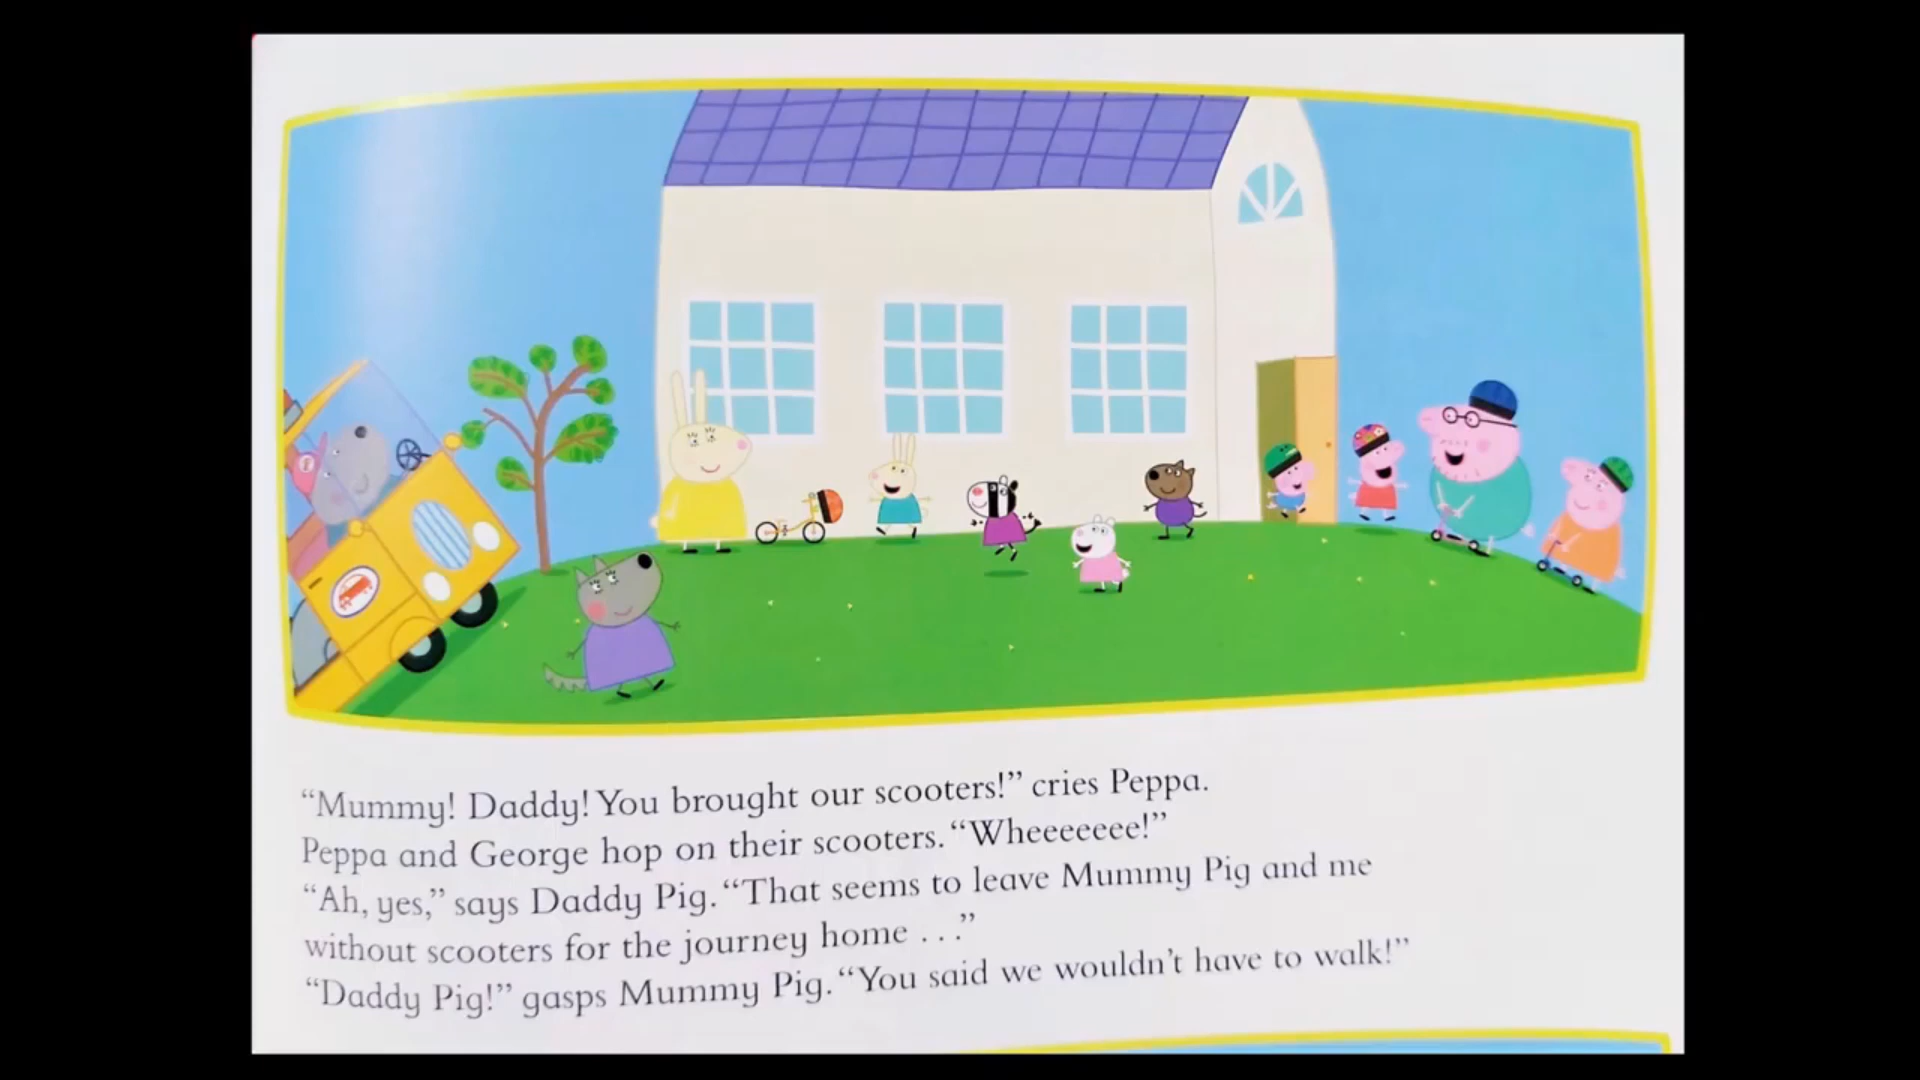 “Mummy! Daddy! You brought our scooters!” cries Peppa.
Peppa and George hop on their scooters. “Wheeeeeee!”
“Ah, yes,” says Daddy Pig. “That seems to leave Mummy Pig and me
without scooters for the journey home . . .”
“Daddy Pig!” gasps Mummy Pig. “You said we wouldn’t have to walk!”